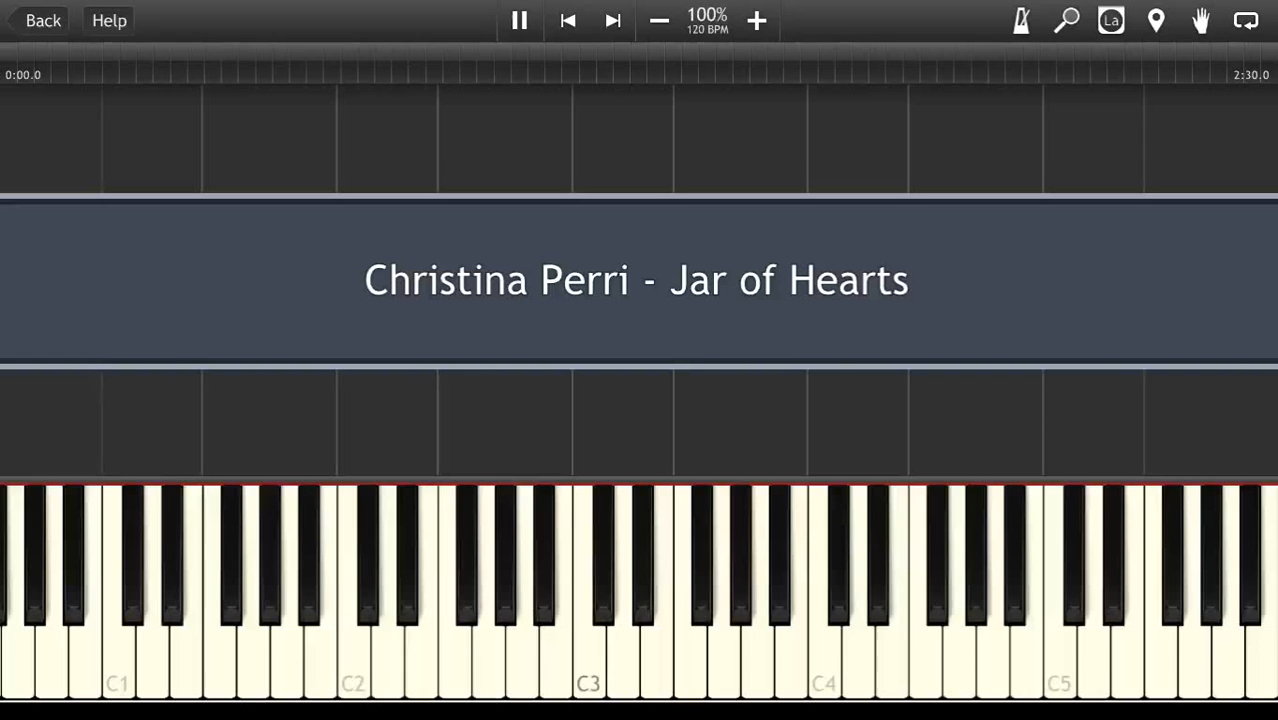 Back Help 100% La
120 BPM
0:00.0 2:30.0
Christina Perri - Jar of Hearts
C1 C2 C3 C4 C5